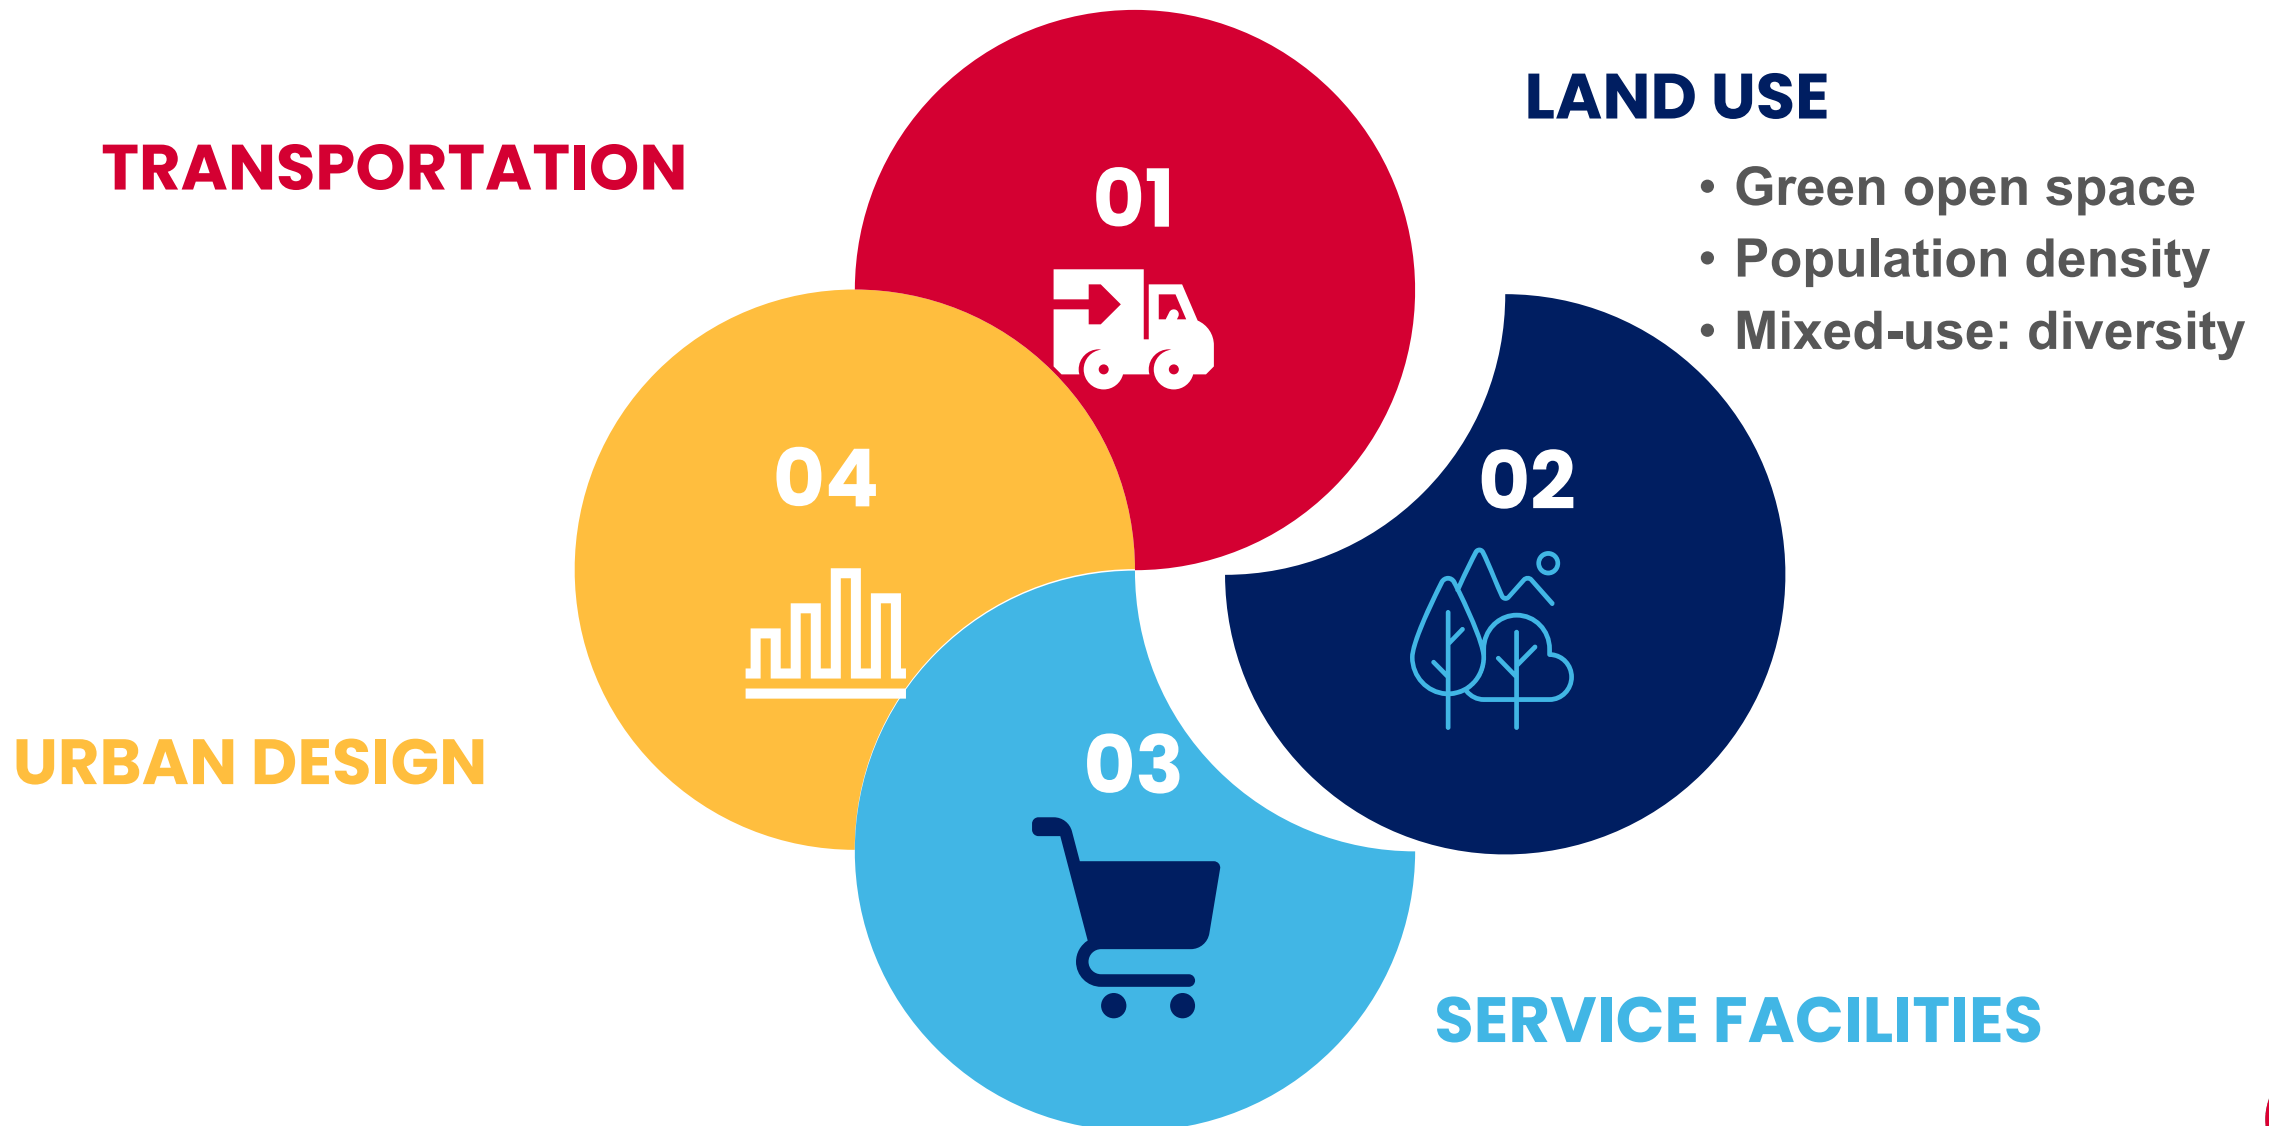 TRANSPORTATION
01
LAND USE
• Green open space
• Population density
• Mixed-use: diversity
02
03
SERVICE FACILITIES
04
URBAN DESIGN